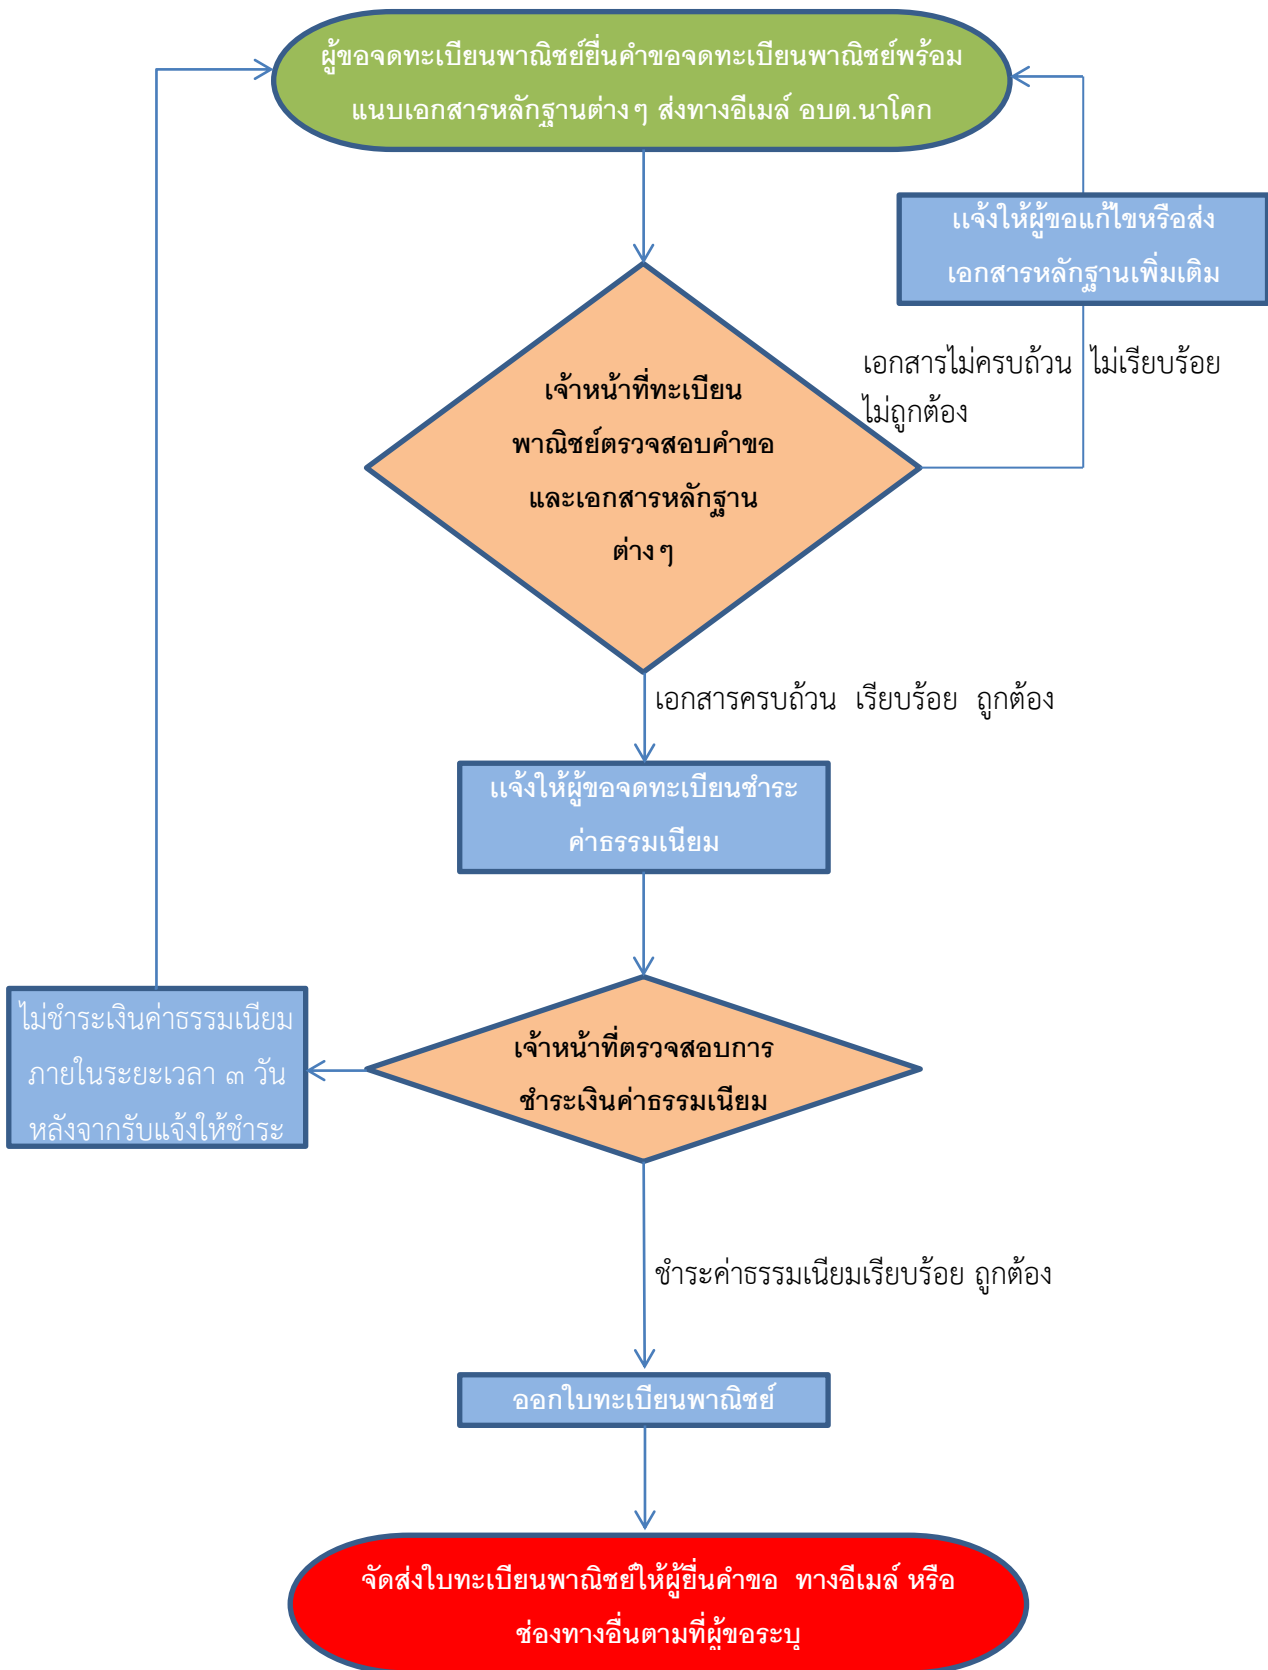 ผู้ขอจดทะเบียนพาณิชย์ยื่นคำขอจดทะเบียนพาณิชย์พร้อม
แนบเอกสารหลักฐานต่าง ๆ ส่งทางอีเมล์ อบต.นาโคก
แจ้งให้ผู้ขอแก้ไขหรือส่ง
เอกสารหลักฐานเพิ่มเติม
เอกสารไม่ครบถ้วน ไม่เรียบร้อย
ไม่ถูกต้อง
เจ้าหน้าที่ทะเบียน
พาณิชย์ตรวจสอบคำขอ
และเอกสารหลักฐาน
ต่าง ๆ
เอกสารครบถ้วน เรียบร้อย ถูกต้อง
แจ้งให้ผู้ขอจดทะเบียนชำระ
ค่าธรรมเนียม
ไม่ชำระเงินค่าธรรมเนียม
ภายในระยะเวลา ๓ วัน
หลังจากรับแจ้งให้ชำระ
เจ้าหน้าที่ตรวจสอบการ
ชำระเงินค่าธรรมเนียม
ชำระค่าธรรมเนียมเรียบร้อย ถูกต้อง
ออกใบทะเบียนพาณิชย์
จัดส่งใบทะเบียนพาณิชย์ให้ผู้ยื่นคำขอ ทางอีเมล์ หรือ
ช่องทางอื่นตามที่ผู้ขอระบุ